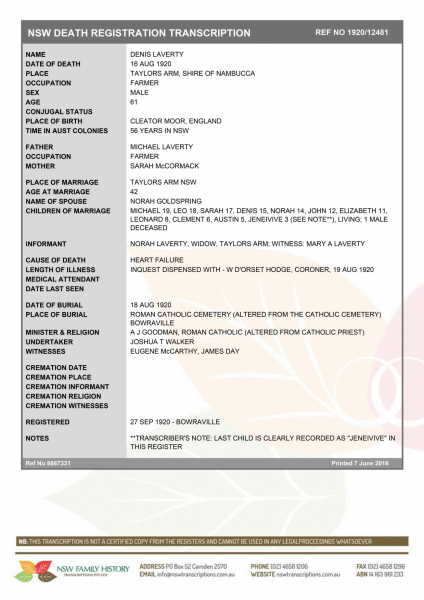 NSW DEATH REGISTRATION TRANSCRIPTION REF NO 1920/12481
NAME DENIS LAVERTY
DATE OF DEATH 16 AUG 1920
PLACE TAYLORS ARM, SHIRE OF NAMBUCCA
OCCUPATION FARMER
SEX MALE
AGE 61
CONJUGAL STATUS
PLACE OF BIRTH CLEATOR MOOR, ENGLAND
TIME IN AUST COLONIES 56 YEARS IN NSW
FATHER MICHAEL LAVERTY
OCCUPATION FARMER
MOTHER SARAH McCORMACK
PLACE OF MARRIAGE TAYLORS ARM NSW
AGE AT MARRIAGE 42
NAME OF SPOUSE NORAH GOLDSPRING
CHILDREN OF MARRIAGE MICHAEL 19, LEO 18, SARAH 17, DENIS 15, NORAH 14, JOHN 12, ELIZABETH 11,
LEONARD 8, CLEMENT 6, AUSTIN 5, JENEIVIVE 3 (SEE NOTE**), LIVING; 1 MALE
DECEASED
INFORMANT NORAH LAVERTY, WIDOW, TAYLORS ARM; WITNESS: MARY A LAVERTY
CAUSE OF DEATH HEART FAILURE
LENGTH OF ILLNESS INQUEST DISPENSED WITH - W D'ORSET HODGE, CORONER, 19 AUG 1920
MEDICAL ATTENDANT
DATE LAST SEEN
DATE OF BURIAL 18 AUG 1920
PLACE OF BURIAL ROMAN CATHOLIC CEMETERY (ALTERED FROM THE CATHOLIC CEMETERY)
BOWRAVILLE
MINISTER & RELIGION A J GOODMAN, ROMAN CATHOLIC (ALTERED FROM CATHOLIC PRIEST)
UNDERTAKER JOSHUA T WALKER
WITNESSES EUGENE McCARTHY, JAMES DAY
CREMATION DATE
CREMATION PLACE
CREMATION INFORMANT
CREMATION RELIGION
CREMATION WITNESSES
REGISTERED 27 SEP 1920 - BOWRAVILLE
NOTES **TRANSCRIBER'S NOTE: LAST CHILD IS CLEARLY RECORDED AS "JENEIVIVE" IN
THIS REGISTER
Ref No 8867331 Printed 7 June 2016
NB: THIS TRANSCRIPTION IS NOT A CERTIFIED COPY FROM THE REGISTERS AND CANNOT BE USED IN ANY LEGAL PROCEEDINGS WHATSOEVER
NSW FAMILY HISTORY
TRANSCRIPTIONS PTY LTD
ADDRESS PO Box 52 Camden 2570 PHONE (02) 4658 1206 FAX (02) 4658 1296
EMAIL info@nswtranscriptions.com.au WEBSITE nswtranscriptions.com.au ABN 14 163 991 233